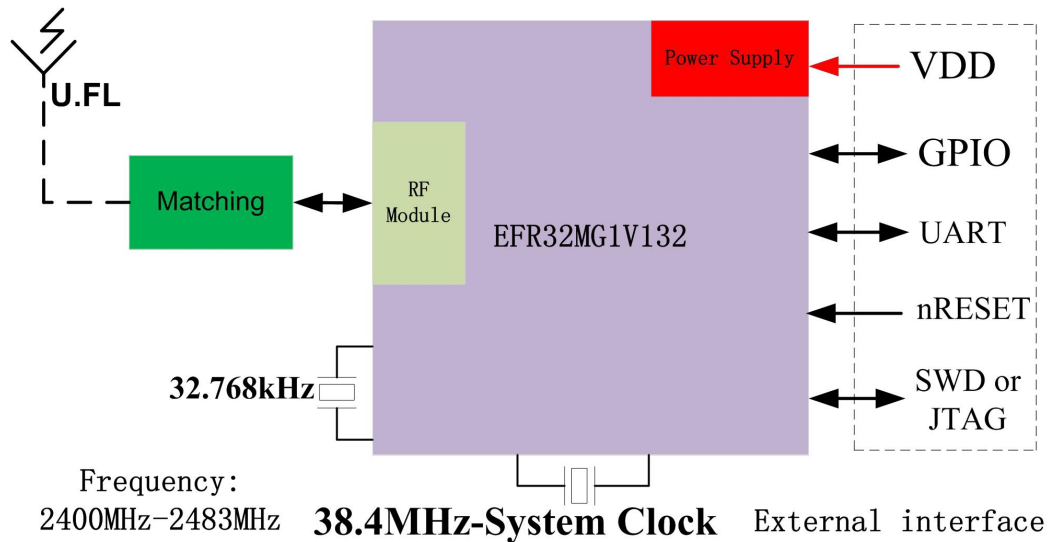 U.FL
Matching
RF
Module
Power Supply
EFR32MG1V132
VDD
GPIO
UART
nRESET
SWD or
JTAG
32.768kHz
Frequency:
2400MHz-2483MHz
38.4MHz-System Clock
External interface